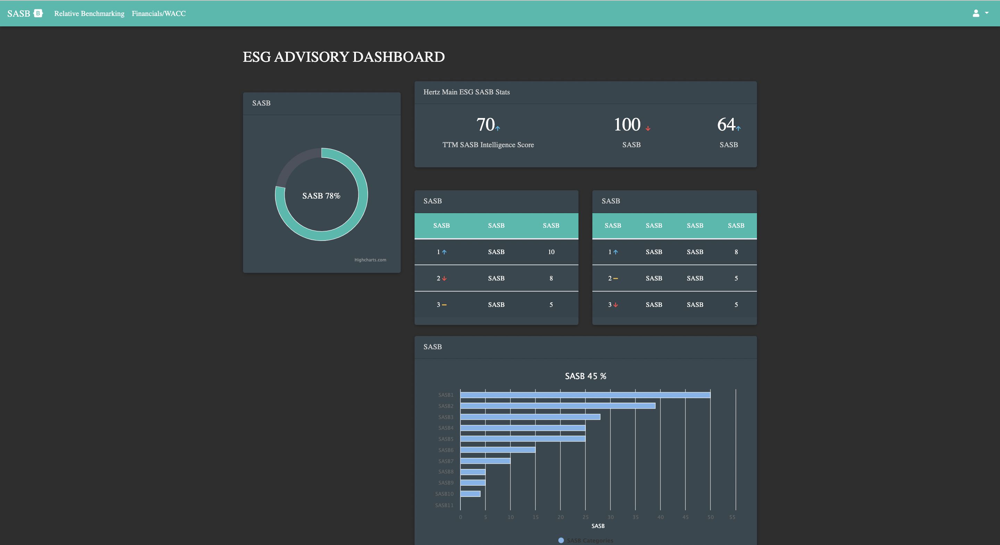 SASB B Relative Benchmarking Financials/WACC
ESG ADVISORY DASHBOARD
SASB
SASB 78%
Highcharts.com
Hertz Main ESG SASB Stats
70 100 64
TTM SASB Intelligence Score SASB SASB
SASB
SASB SASB SASB
1 SASB 10
2 SASB 8
3 SASB 5
SASB
SASB SASB SASB SASB
1 SASB SASB 8
2 SASB SASB 5
3 SASB SASB 5
SASB
SASB 45 %
SASB1
SASB2
SASB3
SASB4
SASB5
SASB6
SASB7
SASB8
SASB9
SASB10
SASB11
0 5 10 15 20 25 30 35 40 45 50 55
SASB
SASB Categories